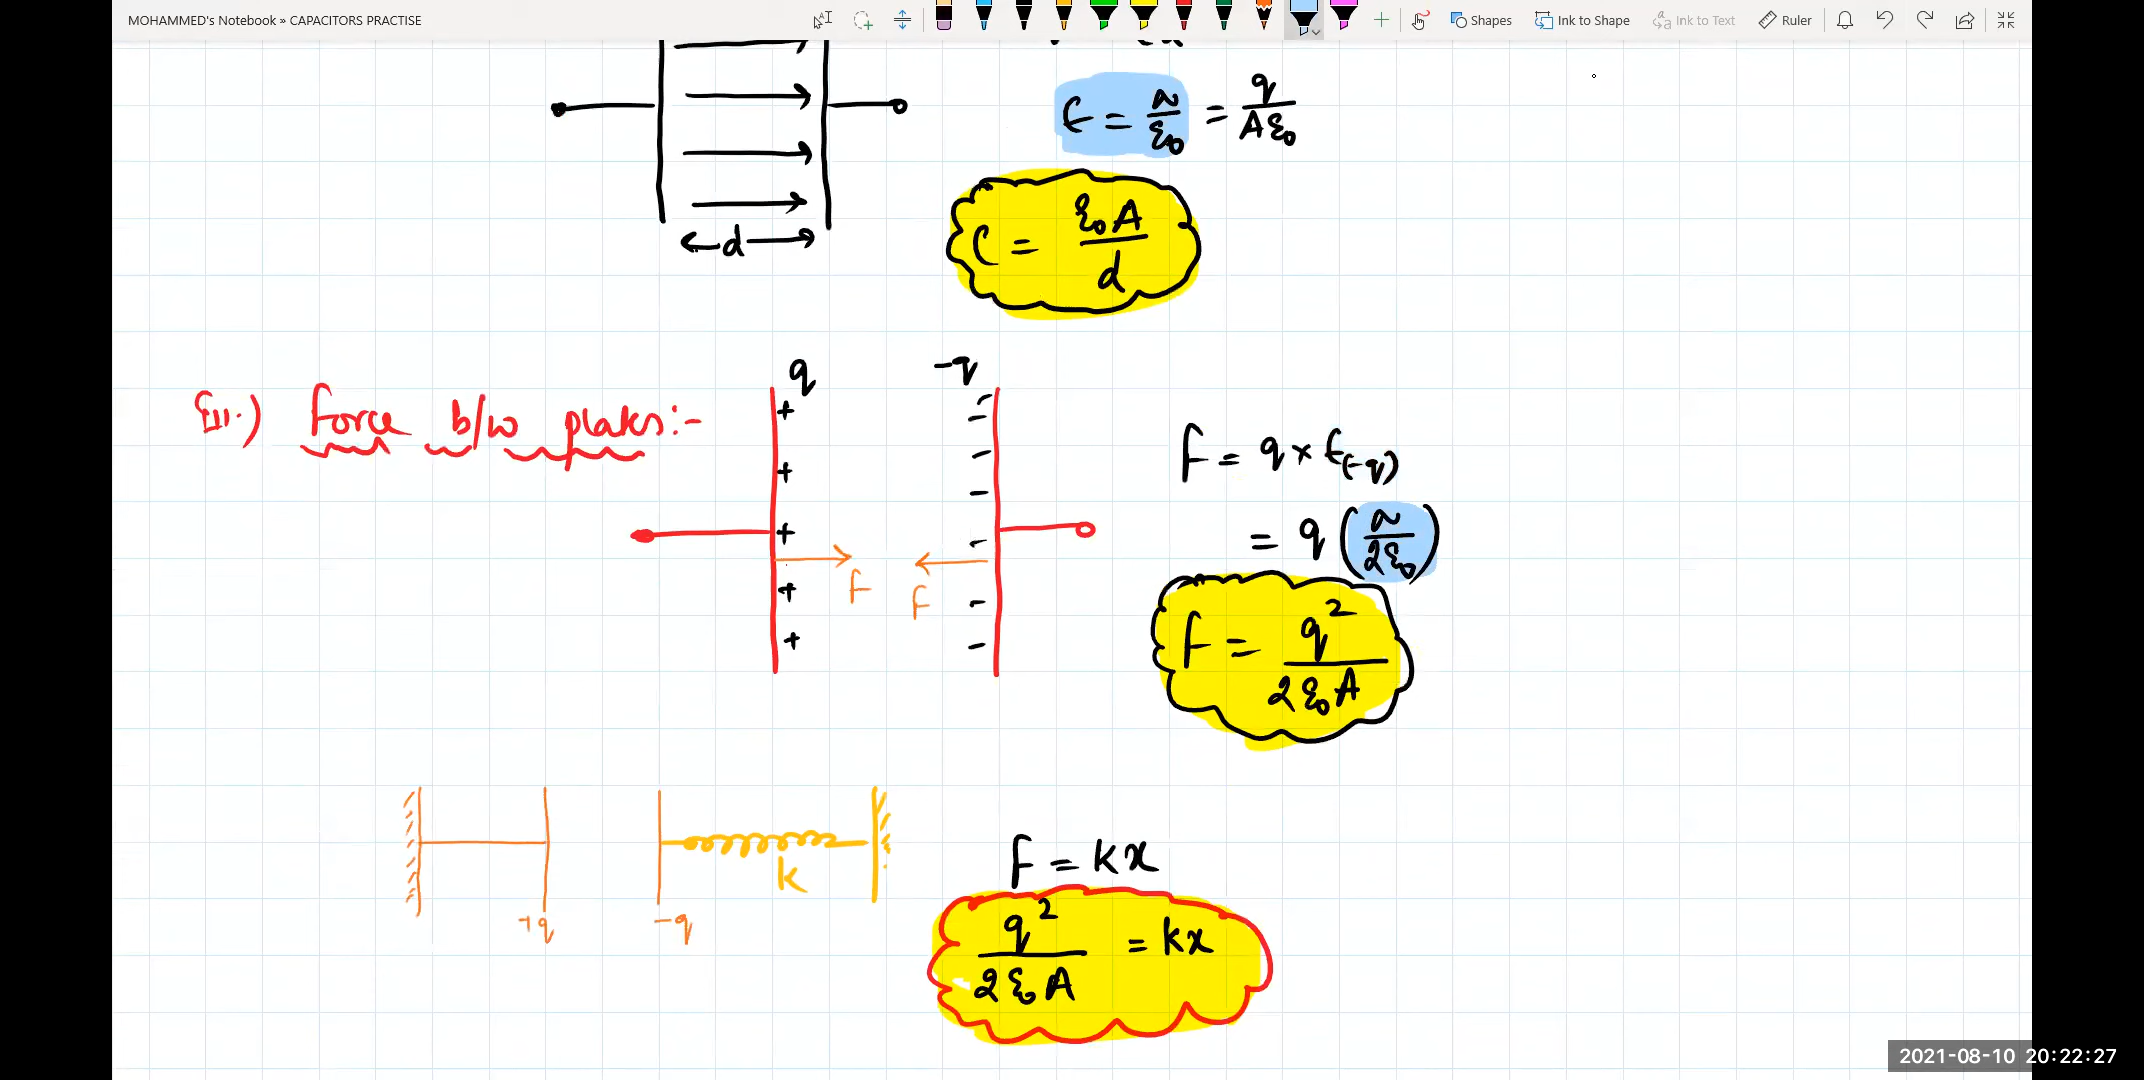 MOHAMMED's Notebook » CAPACITORS PRACTISE
Shapes
Ink to Shape
Ink to Text
Ruler
E = σ/ε₀ = q/Aε₀
C = ε₀A/d
d
q
-q
III.) Force b/w plates:-
+
+
+
+
+
-
-
-
-
-
-
F
F
F = q × E(-q)
= q (σ/2ε₀)
F = q²/2ε₀A
K
+q
-q
F = Kx
q²/2ε₀A = Kx
2021-08-10 20:22:27